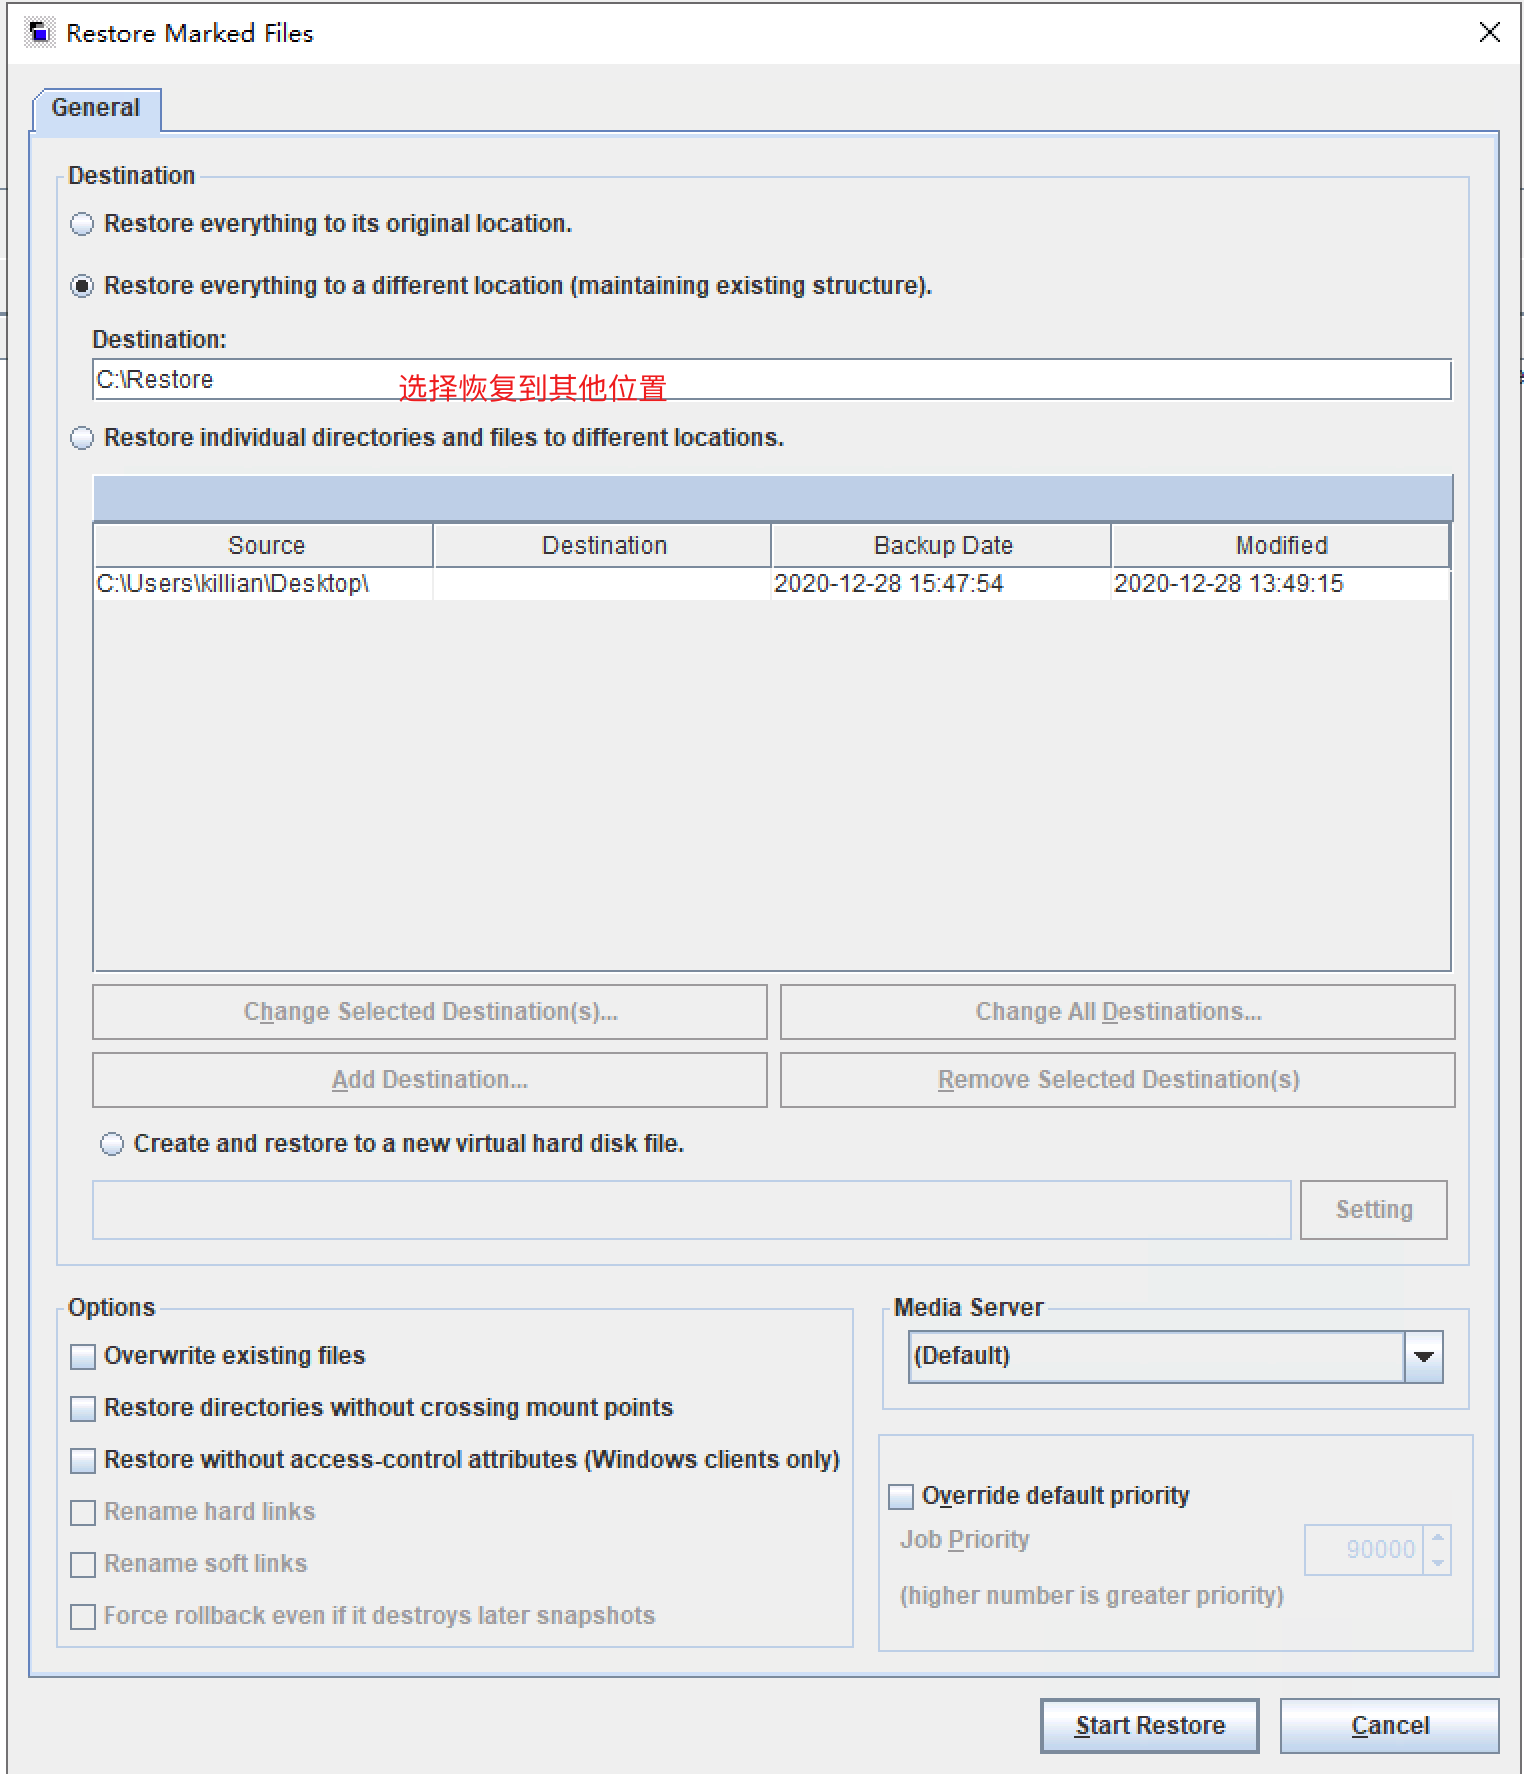 Restore Marked Files
General
Destination
Restore everything to its original location.
Restore everything to a different location (maintaining existing structure).
Destination:
C:\Restore
选择恢复到其他位置
Restore individual directories and files to different locations.
Source Destination Backup Date Modified
C:\Users\killian\Desktop\ 2020-12-28 15:47:54 2020-12-28 13:49:15
Change Selected Destination(s)... Change All Destinations...
Add Destination... Remove Selected Destination(s)
Create and restore to a new virtual hard disk file.
Setting
Options
Overwrite existing files
Restore directories without crossing mount points
Restore without access-control attributes (Windows clients only)
Rename hard links
Rename soft links
Force rollback even if it destroys later snapshots
Media Server
(Default)
Override default priority
Job Priority 90000
(higher number is greater priority)
Start Restore Cancel